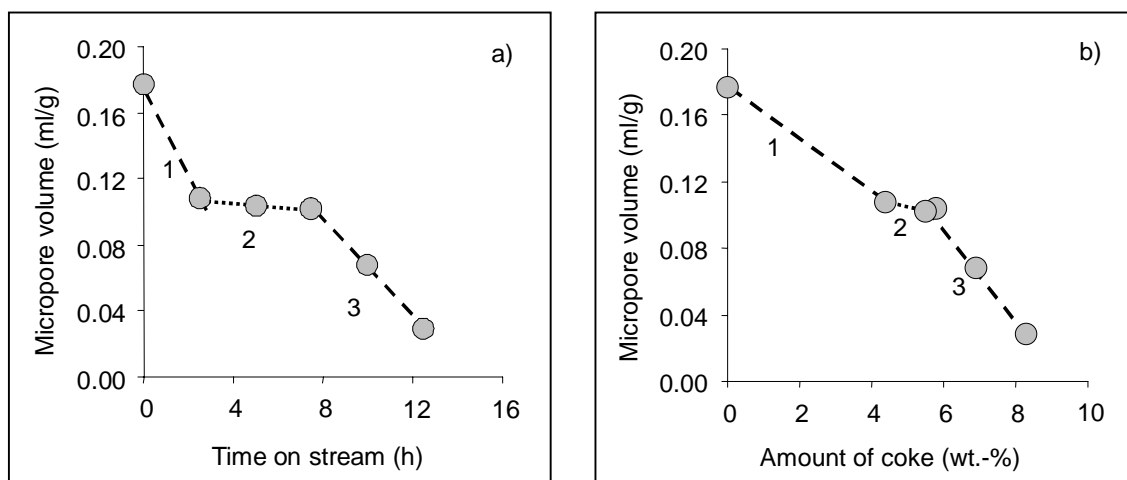 a)
Micropore volume (ml/g)
0.20
0.16
0.12
0.08
0.04
0.00
1
2
3
0 4 8 12 16
Time on stream (h)
b)
Micropore volume (ml/g)
0.20
0.16
0.12
0.08
0.04
0.00
1
2
3
0 2 4 6 8 10
Amount of coke (wt.-%)